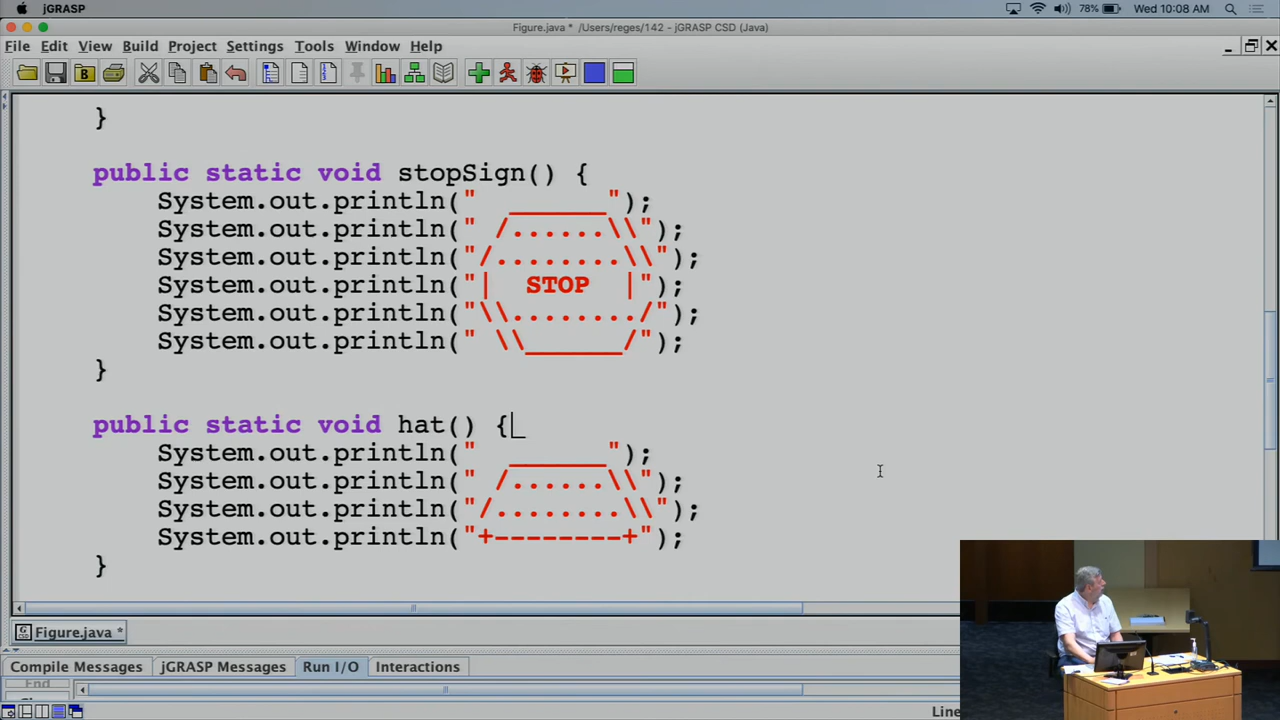 jGRASP 78% Wed 10:08 AM
Figure.java * /Users/reges/142 - jGRASP CSD (Java)
File Edit View Build Project Settings Tools Window Help
}
public static void stopSign() {
System.out.println("  ______");
System.out.println(" /......\\");
System.out.println("/........\\");
System.out.println("|  STOP  |");
System.out.println("\\......../");
System.out.println(" \\______/");
}
public static void hat() {
System.out.println("  ______");
System.out.println(" /......\\");
System.out.println("/........\\");
System.out.println("+--------+");
}
Figure.java *
Compile Messages jGRASP Messages Run I/O Interactions
End
Line